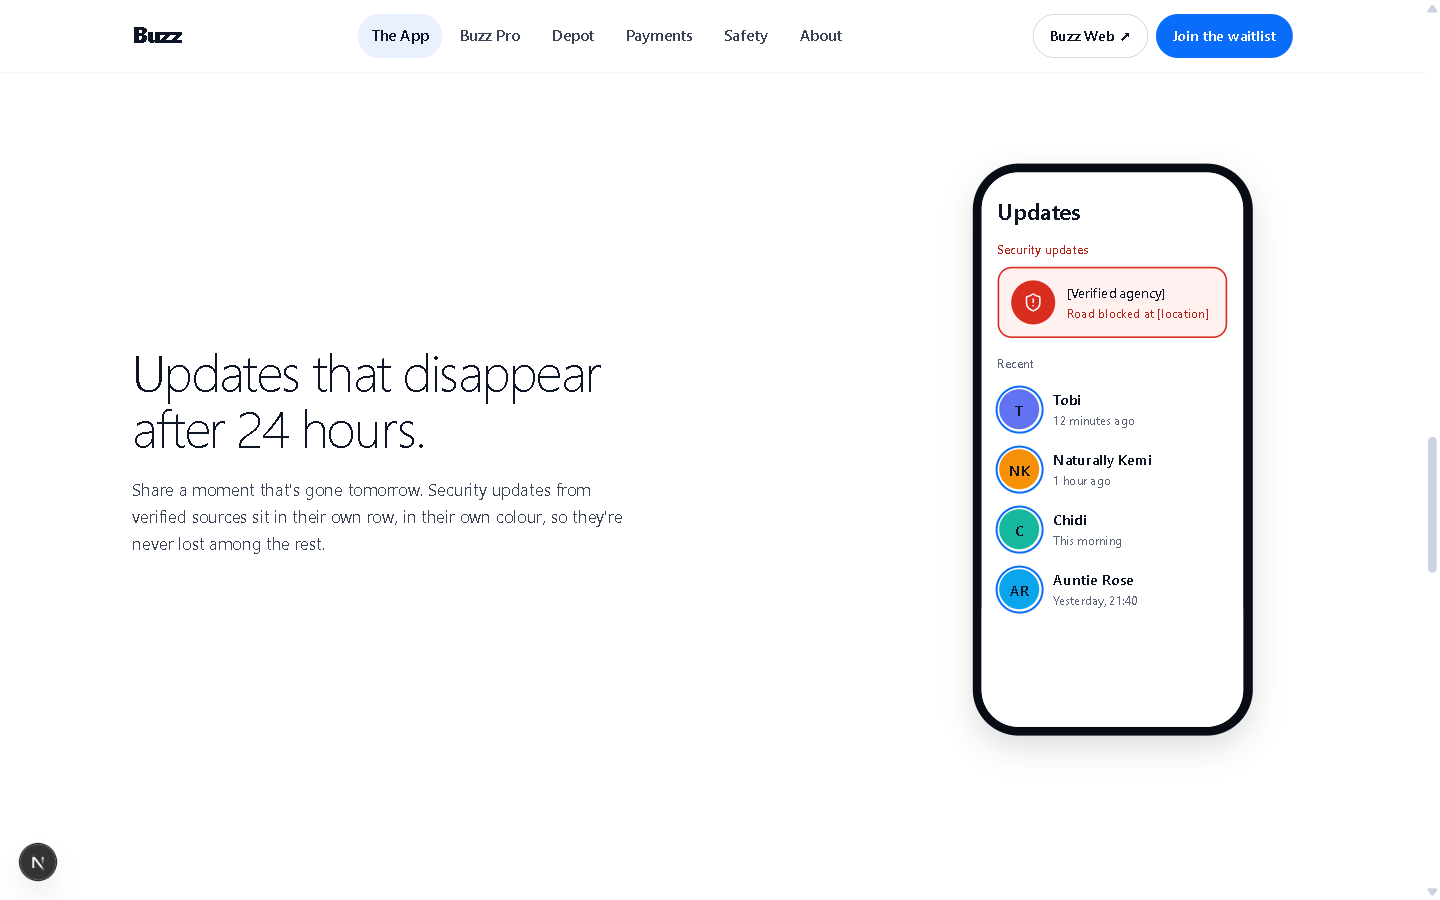 Buzz
The App
Buzz Pro
Depot
Payments
Safety
About
Buzz Web ↗
Join the waitlist
Updates that disappear
after 24 hours.
Share a moment that's gone tomorrow. Security updates from
verified sources sit in their own row, in their own colour, so they're
never lost among the rest.
Updates
Security updates
[Verified agency]
Road blocked at [location]
Recent
T
Tobi
12 minutes ago
NK
Naturally Kemi
1 hour ago
C
Chidi
This morning
AR
Auntie Rose
Yesterday, 21:40
N